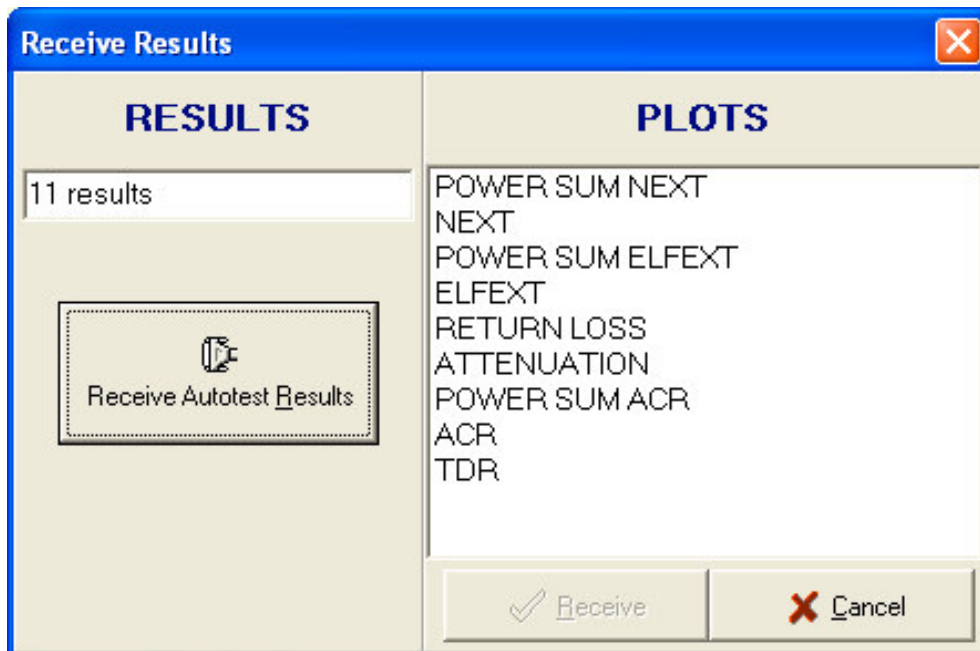 Receive Results
RESULTS
11 results
Receive Autotest Results
PLOTS
POWER SUM NEXT
NEXT
POWER SUM ELFEXT
ELFEXT
RETURN LOSS
ATTENUATION
POWER SUM ACR
ACR
TDR
Receive
Cancel